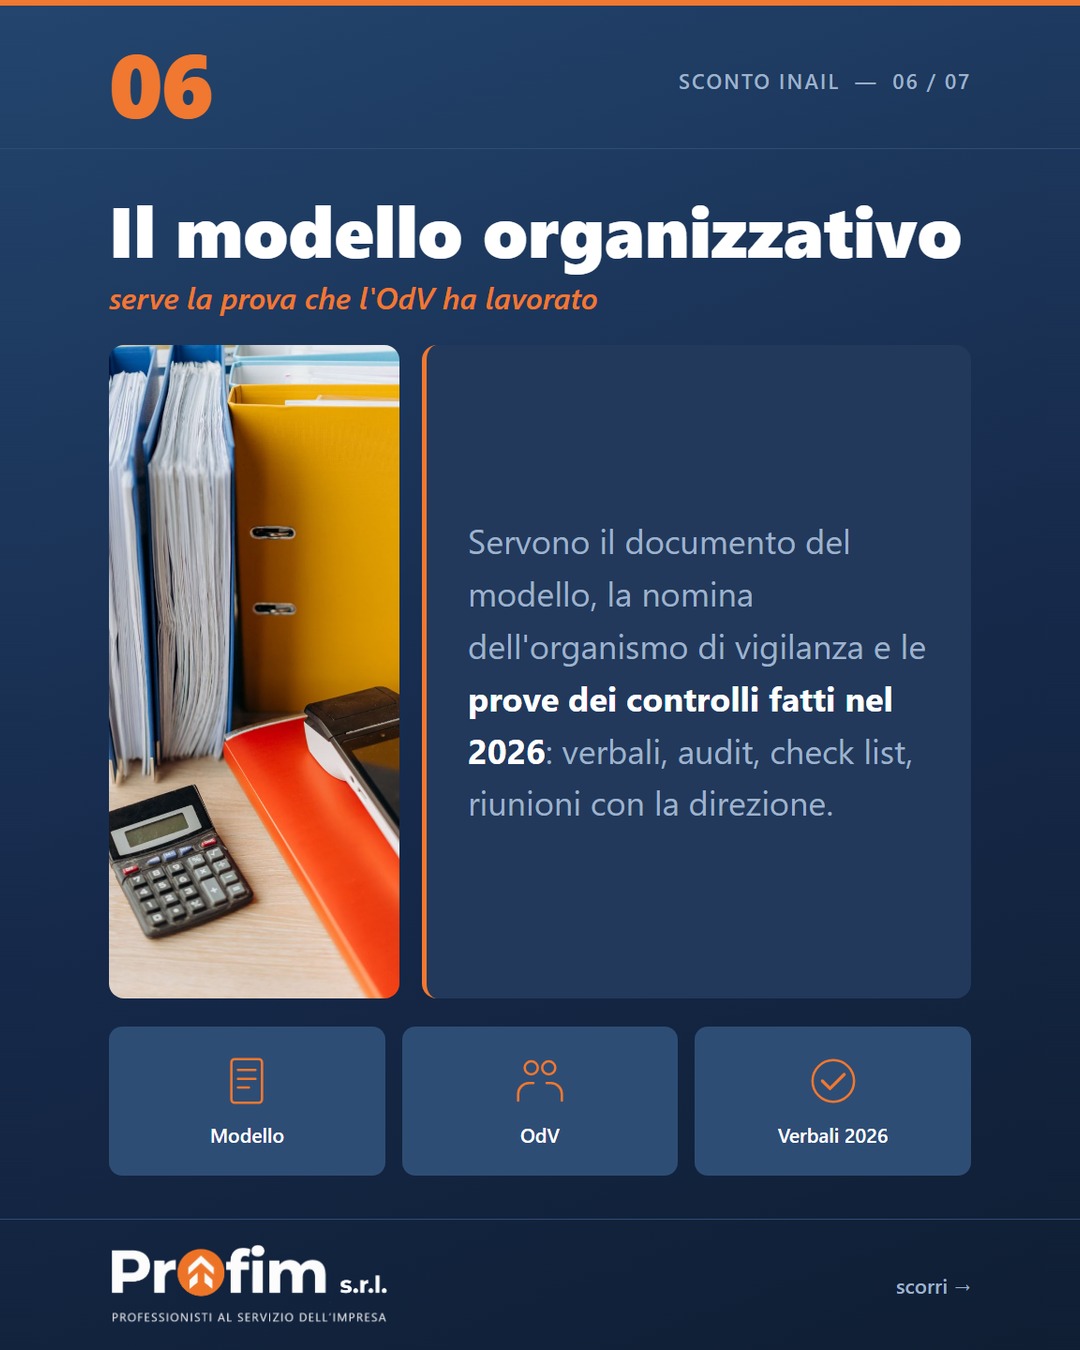 06
SCONTO INAIL — 06 / 07
Il modello organizzativo
serve la prova che l'OdV ha lavorato
Servono il documento del
modello, la nomina
dell'organismo di vigilanza e le
prove dei controlli fatti nel
2026: verbali, audit, check list,
riunioni con la direzione.
Modello
OdV
Verbali 2026
Profim s.r.l.
PROFESSIONISTI AL SERVIZIO DELL'IMPRESA
scorri →